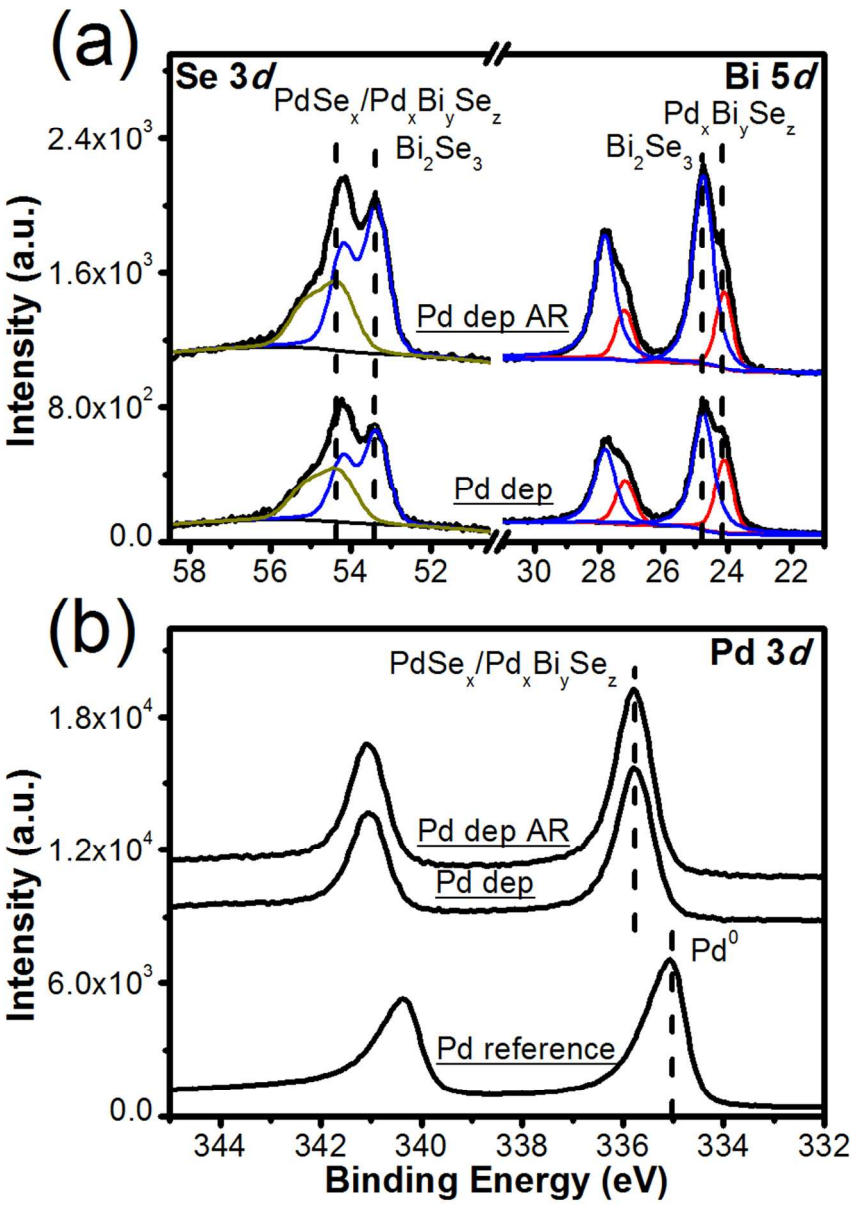 (a)
Se 3d
Bi 5d
PdSeₓ/PdₓBiᵧSe_z
Bi₂Se₃
PdₓBiᵧSe_z
Bi₂Se₃
Pd dep AR
Pd dep
2.4x10³
1.6x10³
8.0x10²
0.0
Intensity (a.u.)
58 56 54 52 30 28 26 24 22
(b)
Pd 3d
PdSeₓ/PdₓBiᵧSe_z
Pd dep AR
Pd dep
Pd⁰
Pd reference
1.8x10⁴
1.2x10⁴
6.0x10³
0.0
Intensity (a.u.)
344 342 340 338 336 334 332
Binding Energy (eV)